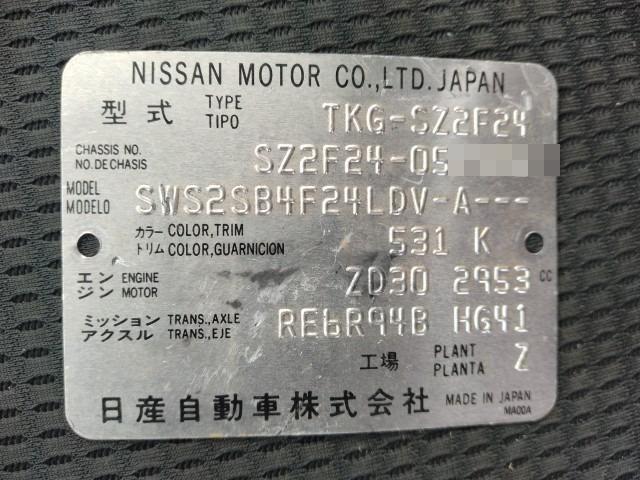 NISSAN MOTOR CO.,LTD. JAPAN
型式 TYPE TIPO TKG-SZ2F24
CHASSIS NO. NO. DE CHASIS SZ2F24-05
MODEL MODELO SWS2SB4F24LDV-A---
カラー COLOR,TRIM
トリム COLOR,GUARNICION 531 K
エンジン ENGINE MOTOR ZD30 2953 cc
ミッション TRANS.,AXLE
アクスル TRANS.,EJE RE6R94B HG41
工場 PLANT PLANTA Z
日産自動車株式会社 MADE IN JAPAN
MA00A